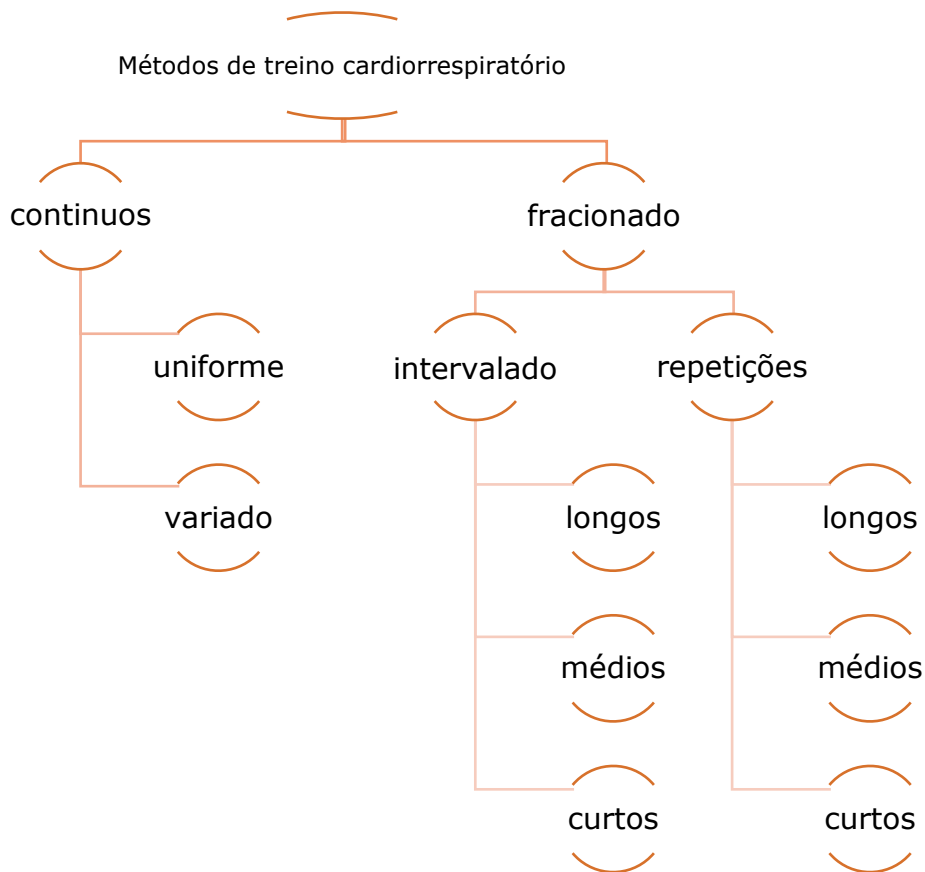 Métodos de treino cardiorrespiratório
continuos
fracionado
uniforme
intervalado
repetições
variado
longos
longos
médios
médios
curtos
curtos